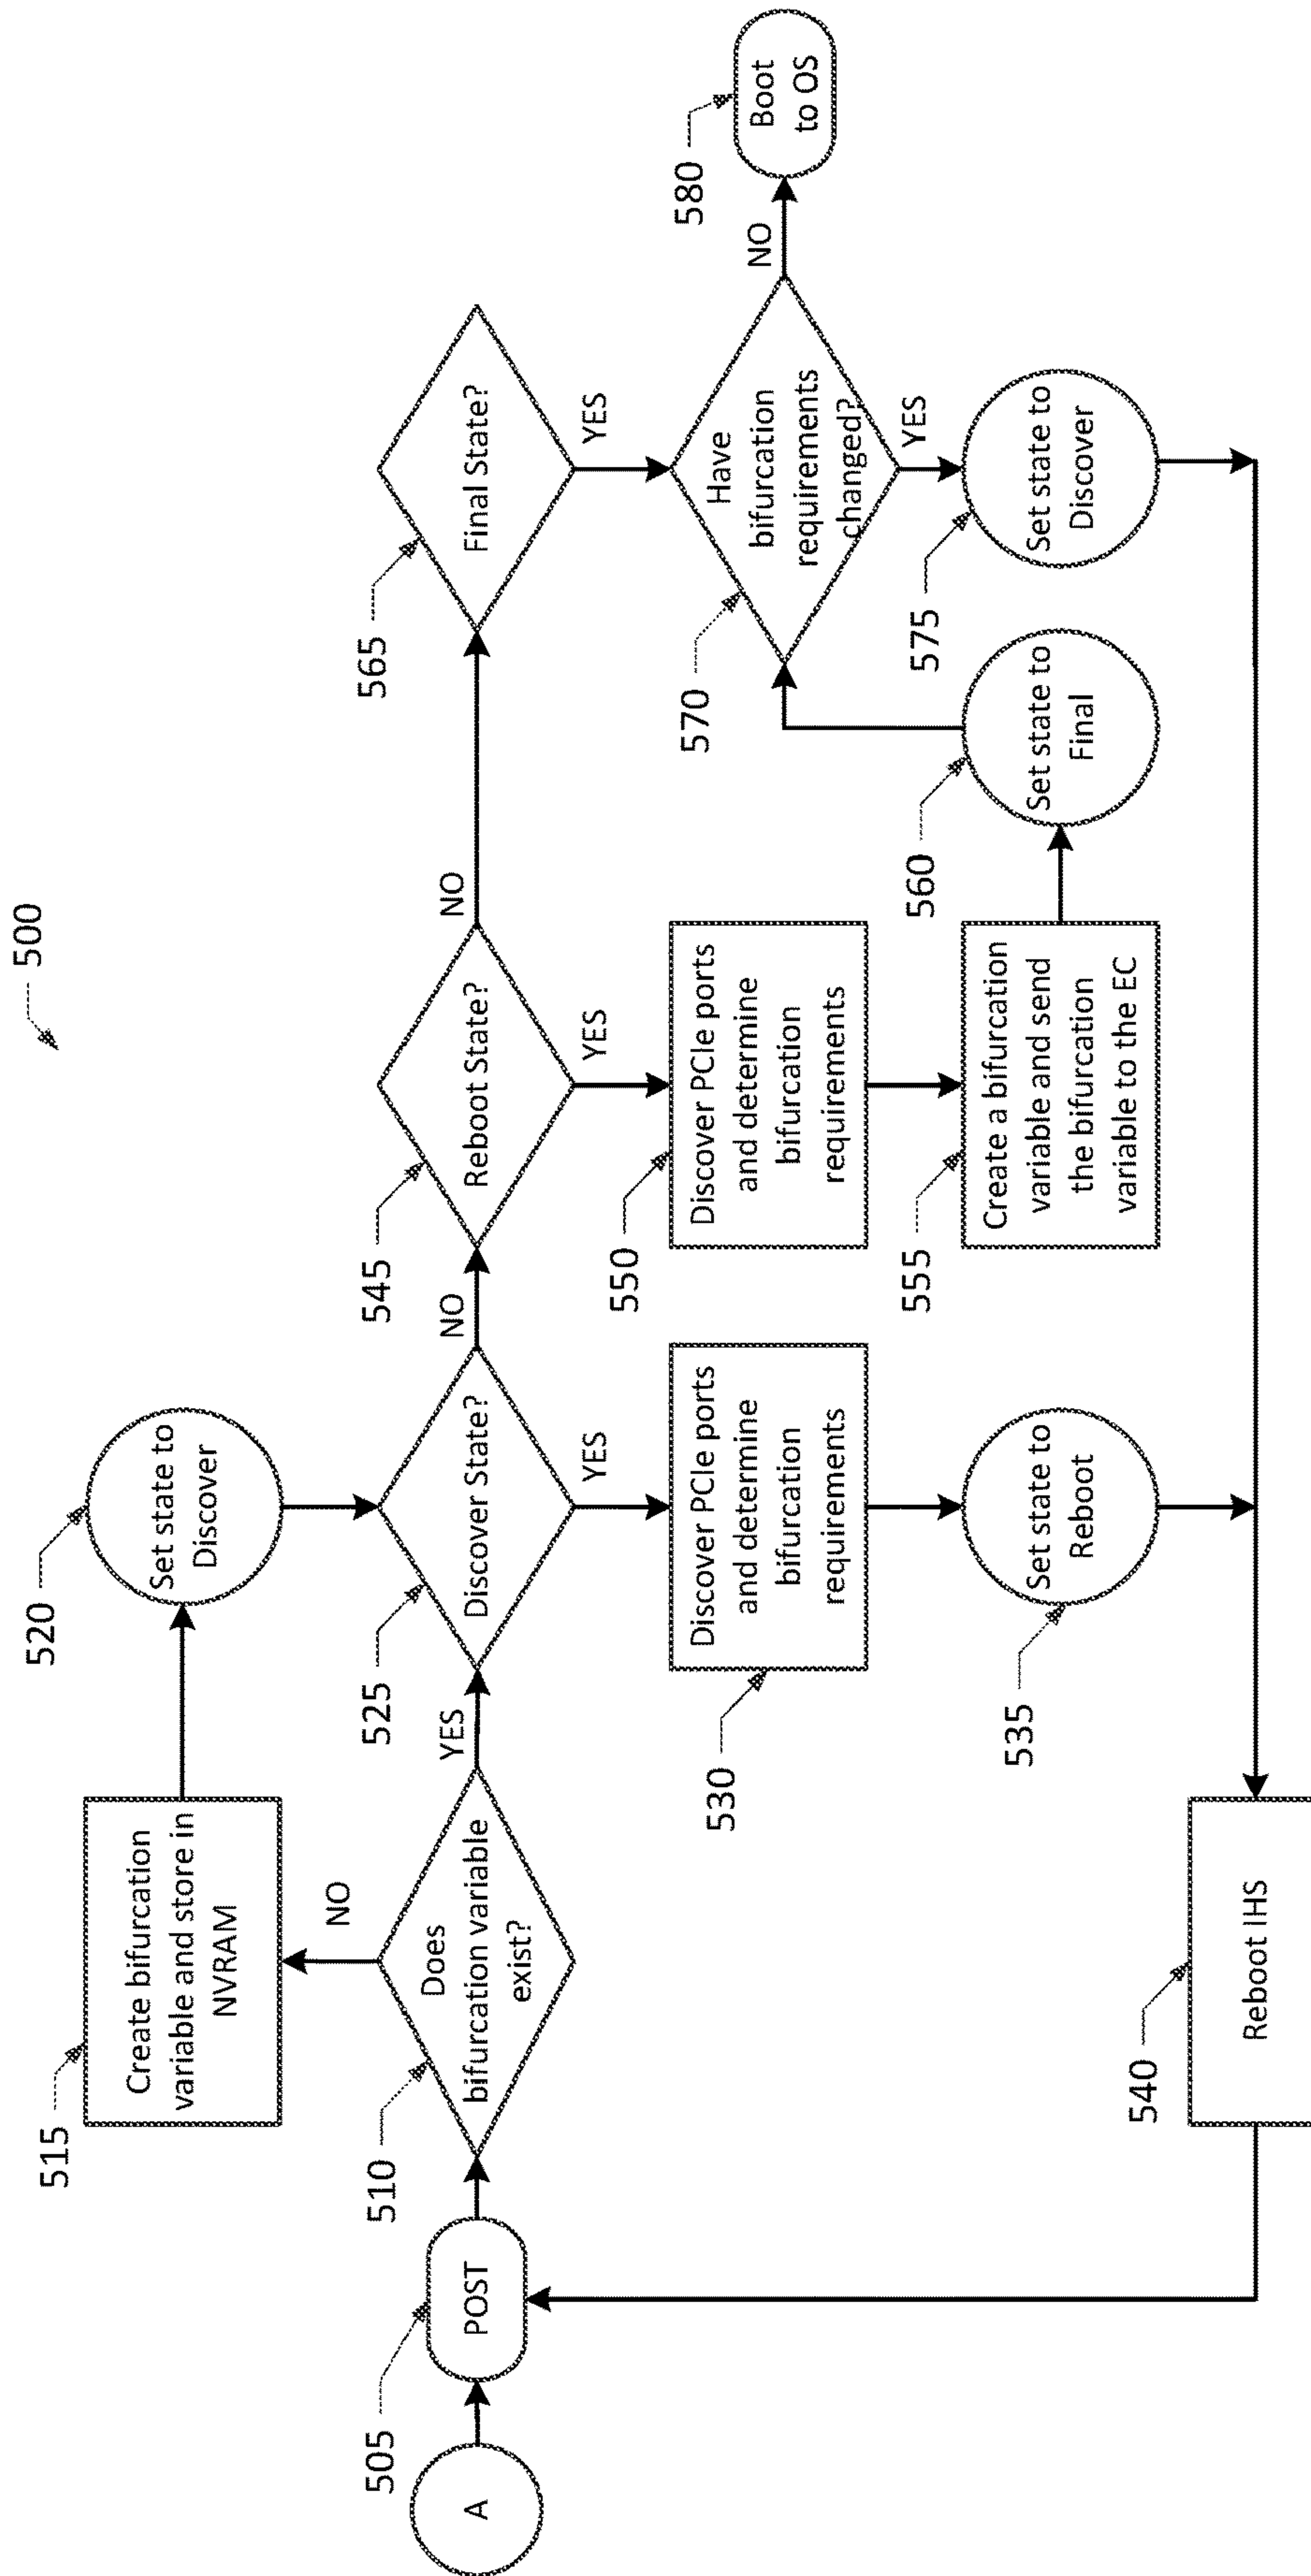 500
A
505
POST
510
Does
bifurcation variable
exist?
NO
YES
515
Create bifurcation
variable and store in
NVRAM
520
Set state to
Discover
525
Discover State?
YES
NO
530
Discover PCIe ports
and determine
bifurcation
requirements
535
Set state to
Reboot
540
Reboot IHS
545
Reboot State?
YES
NO
550
Discover PCIe ports
and determine
bifurcation
requirements
555
Create a bifurcation
variable and send
the bifurcation
variable to the EC
560
Set state to
Final
565
Final State?
YES
570
Have
bifurcation
requirements
changed?
YES
NO
575
Set state to
Discover
580
Boot
to OS